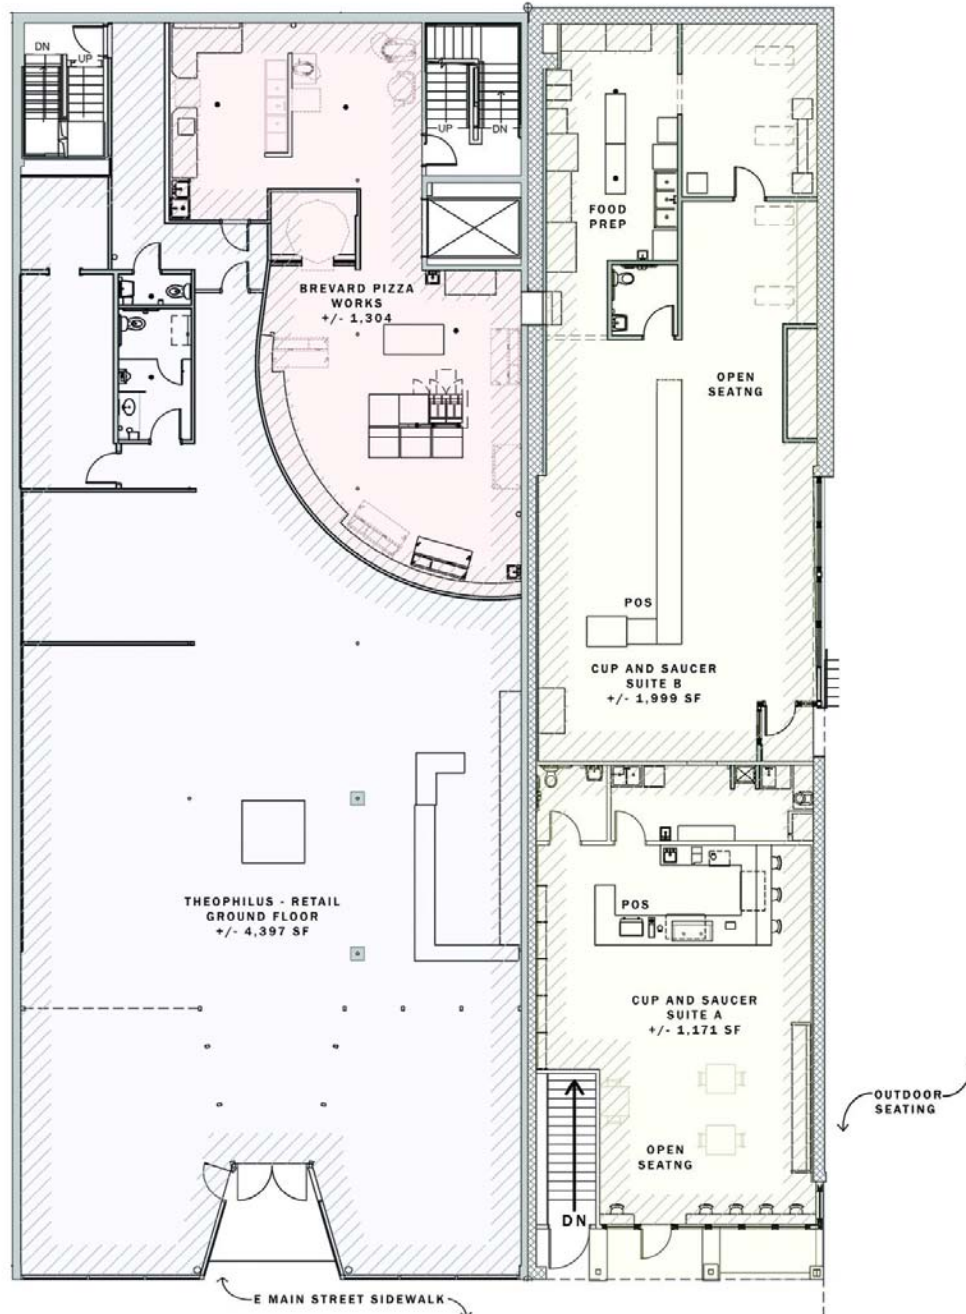 DN
UP
UP
DN
FOOD
PREP
BREVARD PIZZA
WORKS
+/- 1,304
OPEN
SEATNG
POS
CUP AND SAUCER
SUITE B
+/- 1,999 SF
THEOPHILUS - RETAIL
GROUND FLOOR
+/- 4,397 SF
POS
CUP AND SAUCER
SUITE A
+/- 1,171 SF
OUTDOOR
SEATING
OPEN
SEATNG
DN
E MAIN STREET SIDEWALK